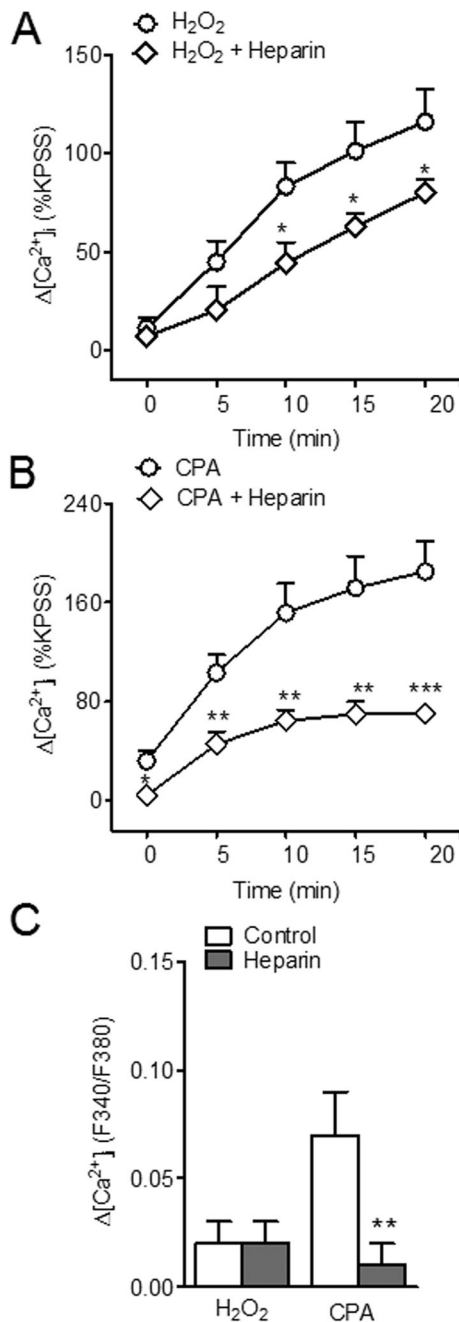 A
H₂O₂
H₂O₂ + Heparin
150
100
50
0
Δ[Ca²⁺]ᵢ (%KPSS)
*
*
*
0 5 10 15 20
Time (min)
B
CPA
CPA + Heparin
240
160
80
0
Δ[Ca²⁺]ᵢ (%KPSS)
*
**
**
**
***
0 5 10 15 20
Time (min)
C
Control
Heparin
0.15
0.10
0.05
0.00
Δ[Ca²⁺]ᵢ (F340/F380)
**
H₂O₂ CPA